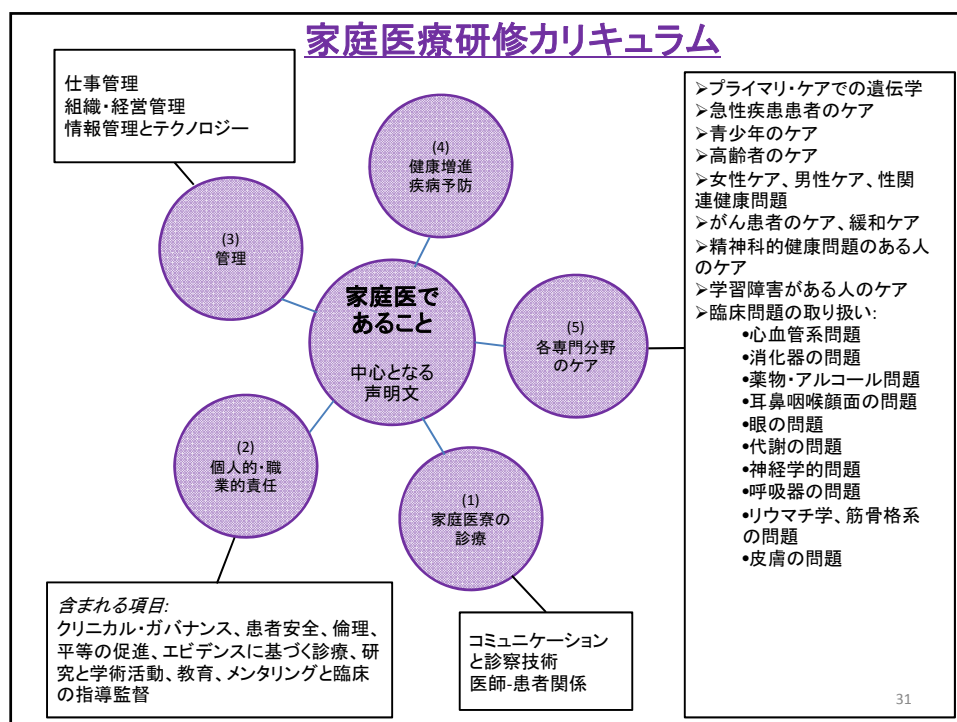 家庭医療研修カリキュラム
仕事管理
組織・経営管理
情報管理とテクノロジー
(4)
健康増進
疾病予防
(3)
管理
家庭医で
あること
中心となる
声明文
(5)
各専門分野
のケア
(2)
個人的・職
業的責任
(1)
家庭医寮の
診療
➢プライマリ・ケアでの遺伝学
➢急性疾患患者のケア
➢青少年のケア
➢高齢者のケア
➢女性ケア、男性ケア、性関
連健康問題
➢がん患者のケア、緩和ケア
➢精神科的健康問題のある人
のケア
➢学習障害がある人のケア
➢臨床問題の取り扱い:
•心血管系問題
•消化器の問題
•薬物・アルコール問題
•耳鼻咽喉顔面の問題
•眼の問題
•代謝の問題
•神経学的問題
•呼吸器の問題
•リウマチ学、筋骨格系
の問題
•皮膚の問題
含まれる項目:
クリニカル・ガバナンス、患者安全、倫理、
平等の促進、エビデンスに基づく診療、研
究と学術活動、教育、メンタリングと臨床
の指導監督
コミュニケーション
と診察技術
医師-患者関係
31